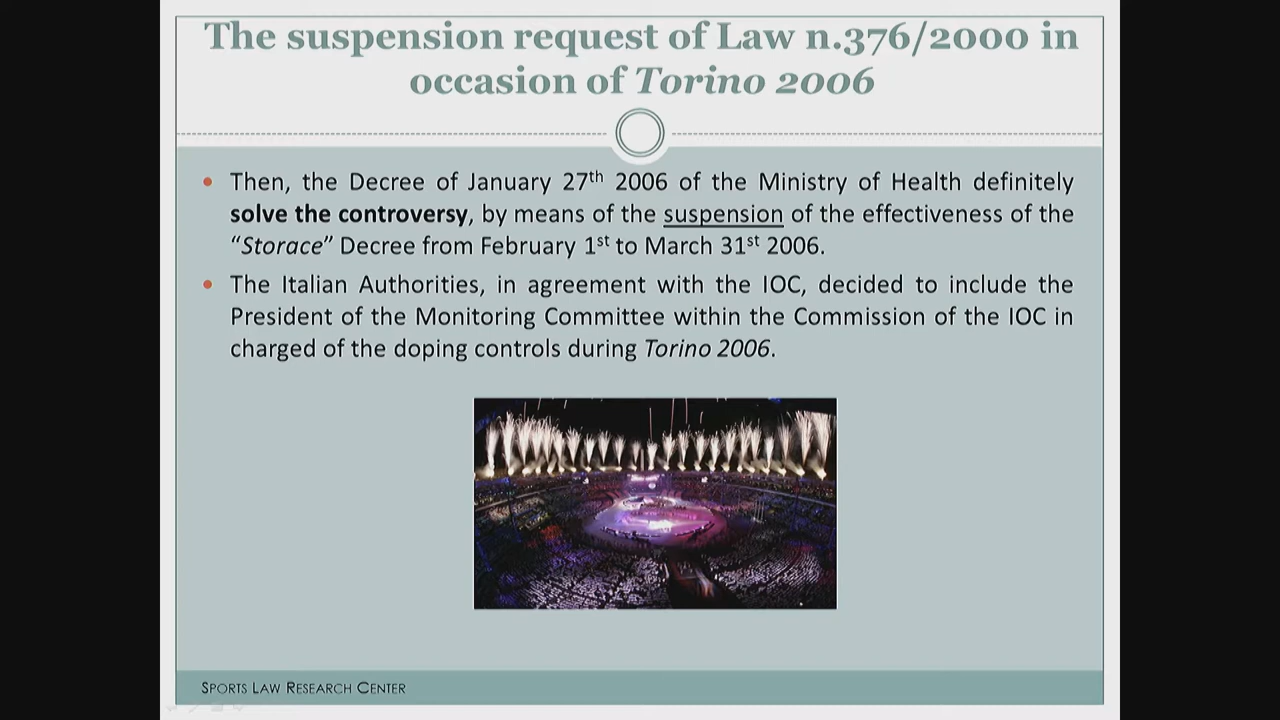 The suspension request of Law n.376/2000 in
occasion of Torino 2006
• Then, the Decree of January 27th 2006 of the Ministry of Health definitely
solve the controversy, by means of the suspension of the effectiveness of the
“Storace” Decree from February 1st to March 31st 2006.
• The Italian Authorities, in agreement with the IOC, decided to include the
President of the Monitoring Committee within the Commission of the IOC in
charged of the doping controls during Torino 2006.
SPORTS LAW RESEARCH CENTER